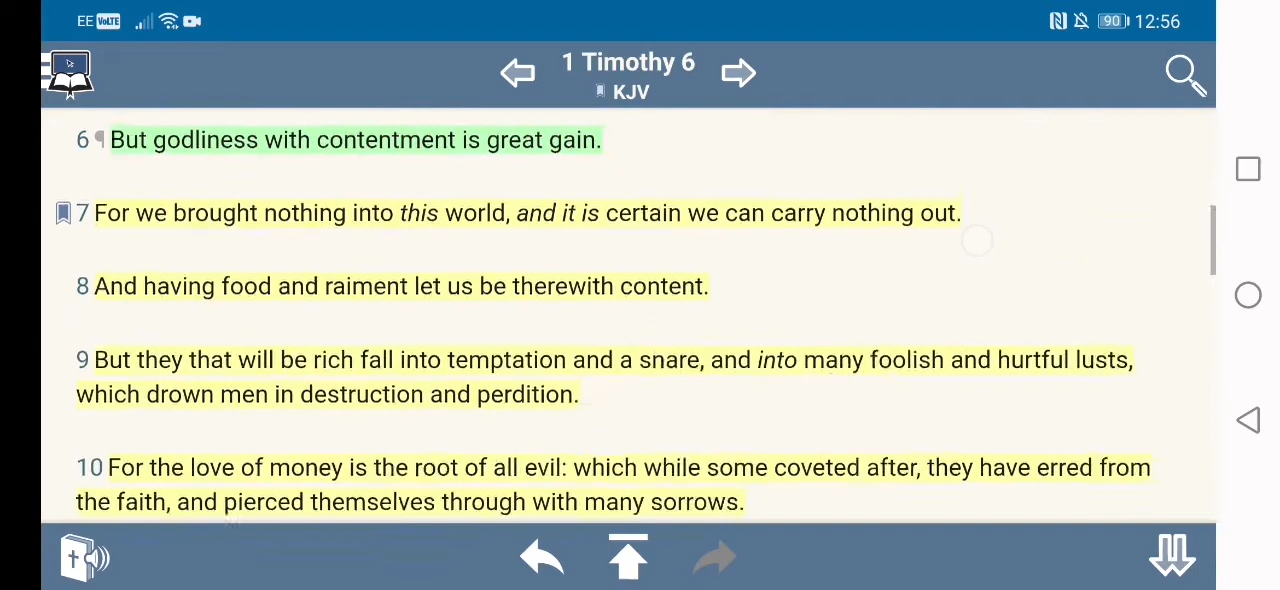 EE VoLTE 90 12:56
1 Timothy 6
KJV
6 ¶ But godliness with contentment is great gain.
7 For we brought nothing into this world, and it is certain we can carry nothing out.
8 And having food and raiment let us be therewith content.
9 But they that will be rich fall into temptation and a snare, and into many foolish and hurtful lusts,
which drown men in destruction and perdition.
10 For the love of money is the root of all evil: which while some coveted after, they have erred from
the faith, and pierced themselves through with many sorrows.